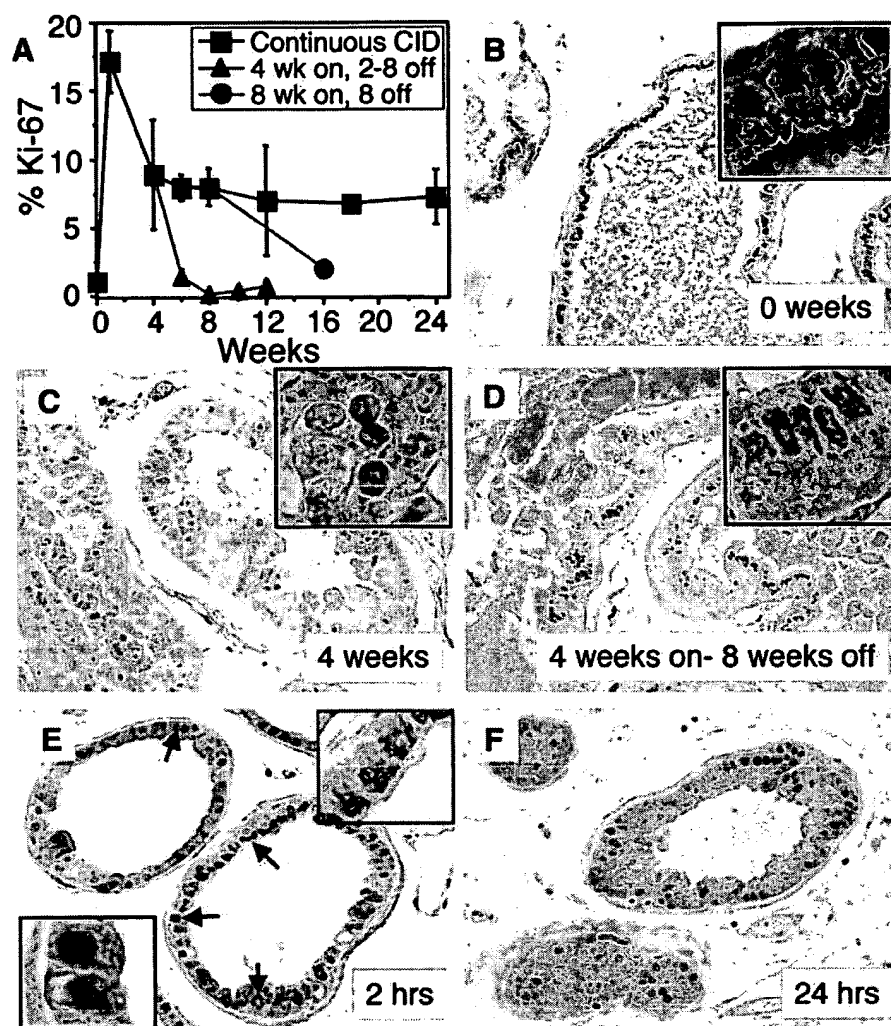 A
20
15
10
5
0
% Ki-67
Continuous CID
4 wk on, 2-8 off
8 wk on, 8 off
0 4 8 12 16 20 24
Weeks
B
0 weeks
C
4 weeks
D
4 weeks on- 8 weeks off
E
2 hrs
F
24 hrs